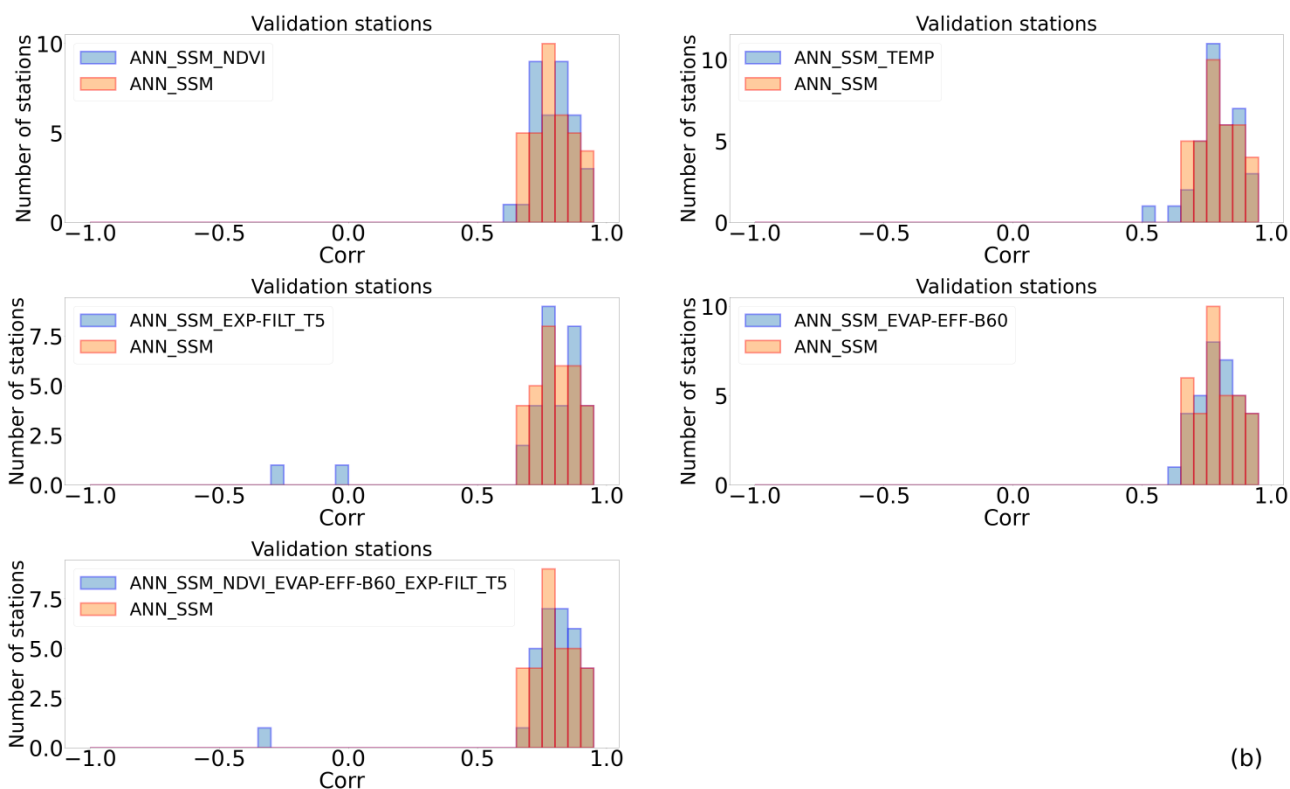 Validation stations
Number of stations
10
5
0
ANN_SSM_NDVI
ANN_SSM
−1.0 −0.5 0.0 0.5 1.0
Corr
Validation stations
Number of stations
10
5
0
ANN_SSM_TEMP
ANN_SSM
−1.0 −0.5 0.0 0.5 1.0
Corr
Validation stations
Number of stations
7.5
5.0
2.5
0.0
ANN_SSM_EXP-FILT_T5
ANN_SSM
−1.0 −0.5 0.0 0.5 1.0
Corr
Validation stations
Number of stations
10
5
0
ANN_SSM_EVAP-EFF-B60
ANN_SSM
−1.0 −0.5 0.0 0.5 1.0
Corr
Validation stations
Number of stations
7.5
5.0
2.5
0.0
ANN_SSM_NDVI_EVAP-EFF-B60_EXP-FILT_T5
ANN_SSM
−1.0 −0.5 0.0 0.5 1.0
Corr
(b)